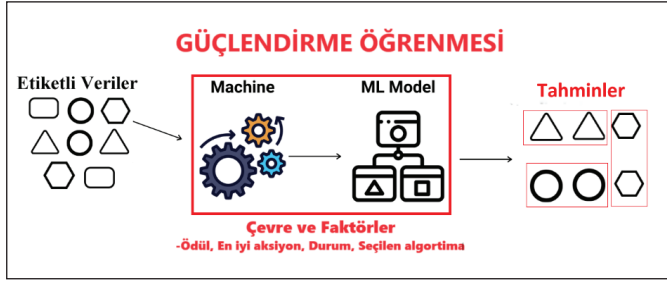 GÜÇLENDİRME ÖĞRENMESİ
Etiketli Veriler
Machine
ML Model
Tahminler
Çevre ve Faktörler
-Ödül, En iyi aksiyon, Durum, Seçilen algortima